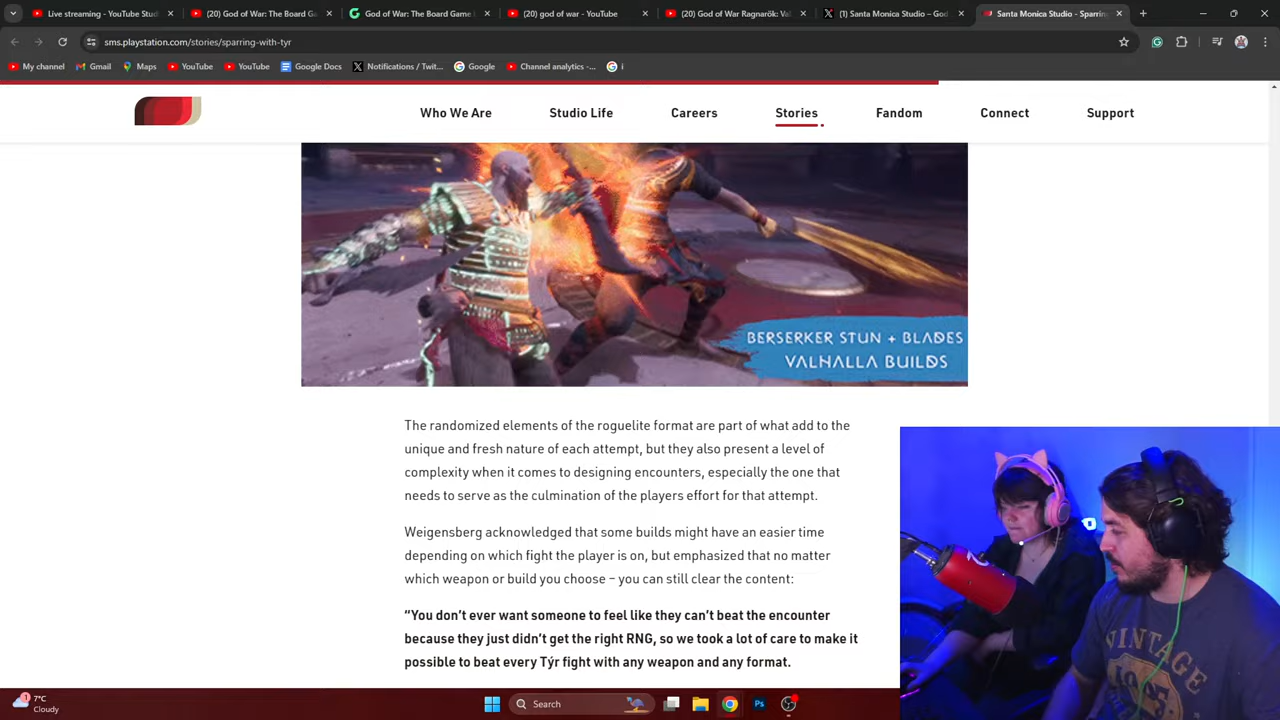 Live streaming - YouTube Stud
(20) God of War: The Board Ga
God of War: The Board Game
(20) god of war - YouTube
(20) God of War Ragnarök: Val
(1) Santa Monica Studio – God
Santa Monica Studio - Sparrin
sms.playstation.com/stories/sparring-with-tyr
My channel
Gmail
Maps
YouTube
YouTube
Google Docs
Notifications / Twit...
Google
Channel analytics -...
i
Who We Are
Studio Life
Careers
Stories
Fandom
Connect
Support
BERSERKER STUN + BLADES
VALHALLA BUILDS
The randomized elements of the roguelite format are part of what add to the
unique and fresh nature of each attempt, but they also present a level of
complexity when it comes to designing encounters, especially the one that
needs to serve as the culmination of the players effort for that attempt.
Weigensberg acknowledged that some builds might have an easier time
depending on which fight the player is on, but emphasized that no matter
which weapon or build you choose – you can still clear the content:
“You don’t ever want someone to feel like they can’t beat the encounter
because they just didn’t get the right RNG, so we took a lot of care to make it
possible to beat every Týr fight with any weapon and any format.
VINTAGE
1
7°C
Cloudy
Search
Ps